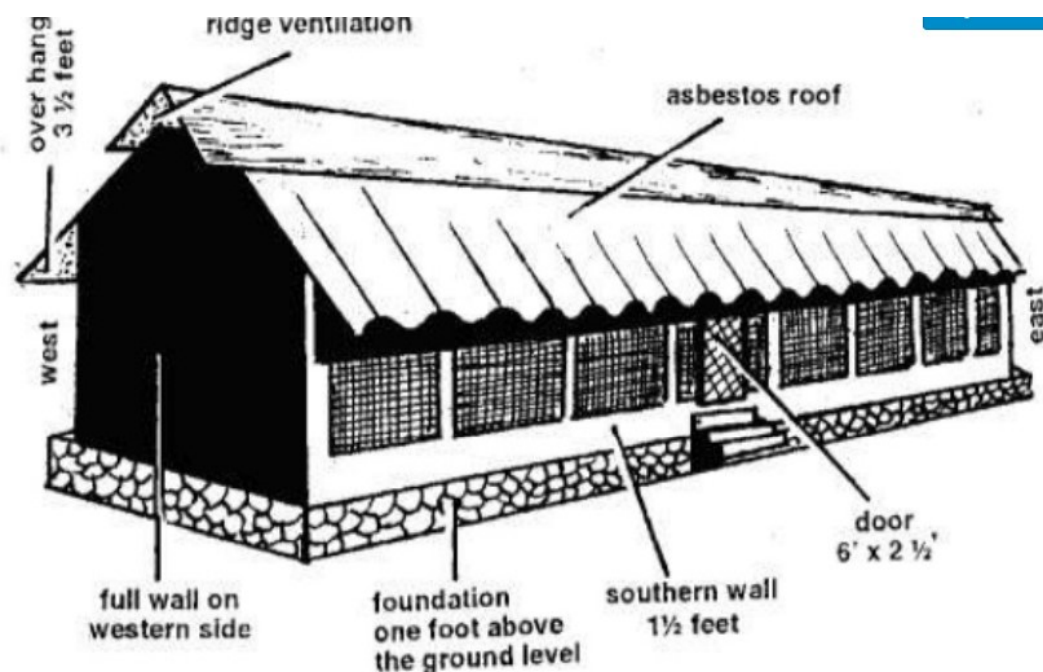 ridge ventilation
over hang
3 ½ feet
asbestos roof
west
east
door
6' x 2 ½'
southern wall
1½ feet
full wall on
western side
foundation
one foot above
the ground level